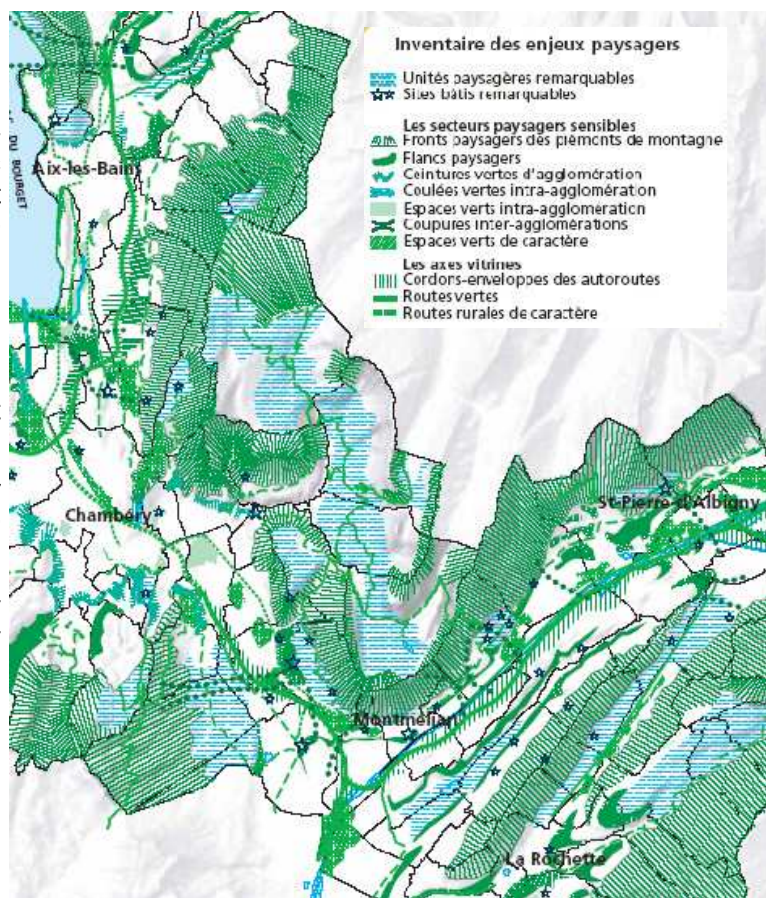 Inventaire des enjeux paysagers
Unités paysagères remarquables
Sites bâtis remarquables
Les secteurs paysagers sensibles
Fronts paysagers des piémonts de montagne
Flancs paysagers
Ceintures vertes d'agglomération
Coulées vertes intra-agglomération
Espaces verts intra-agglomération
Coupures inter-agglomérations
Espaces verts de caractère
Les axes vitrines
Cordons-enveloppes des autoroutes
Routes vertes
Routes rurales de caractère
DU BOURGET
Aix-les-Bains
Chambéry
St-Pierre-d'Albigny
Montmélian
La Rochette